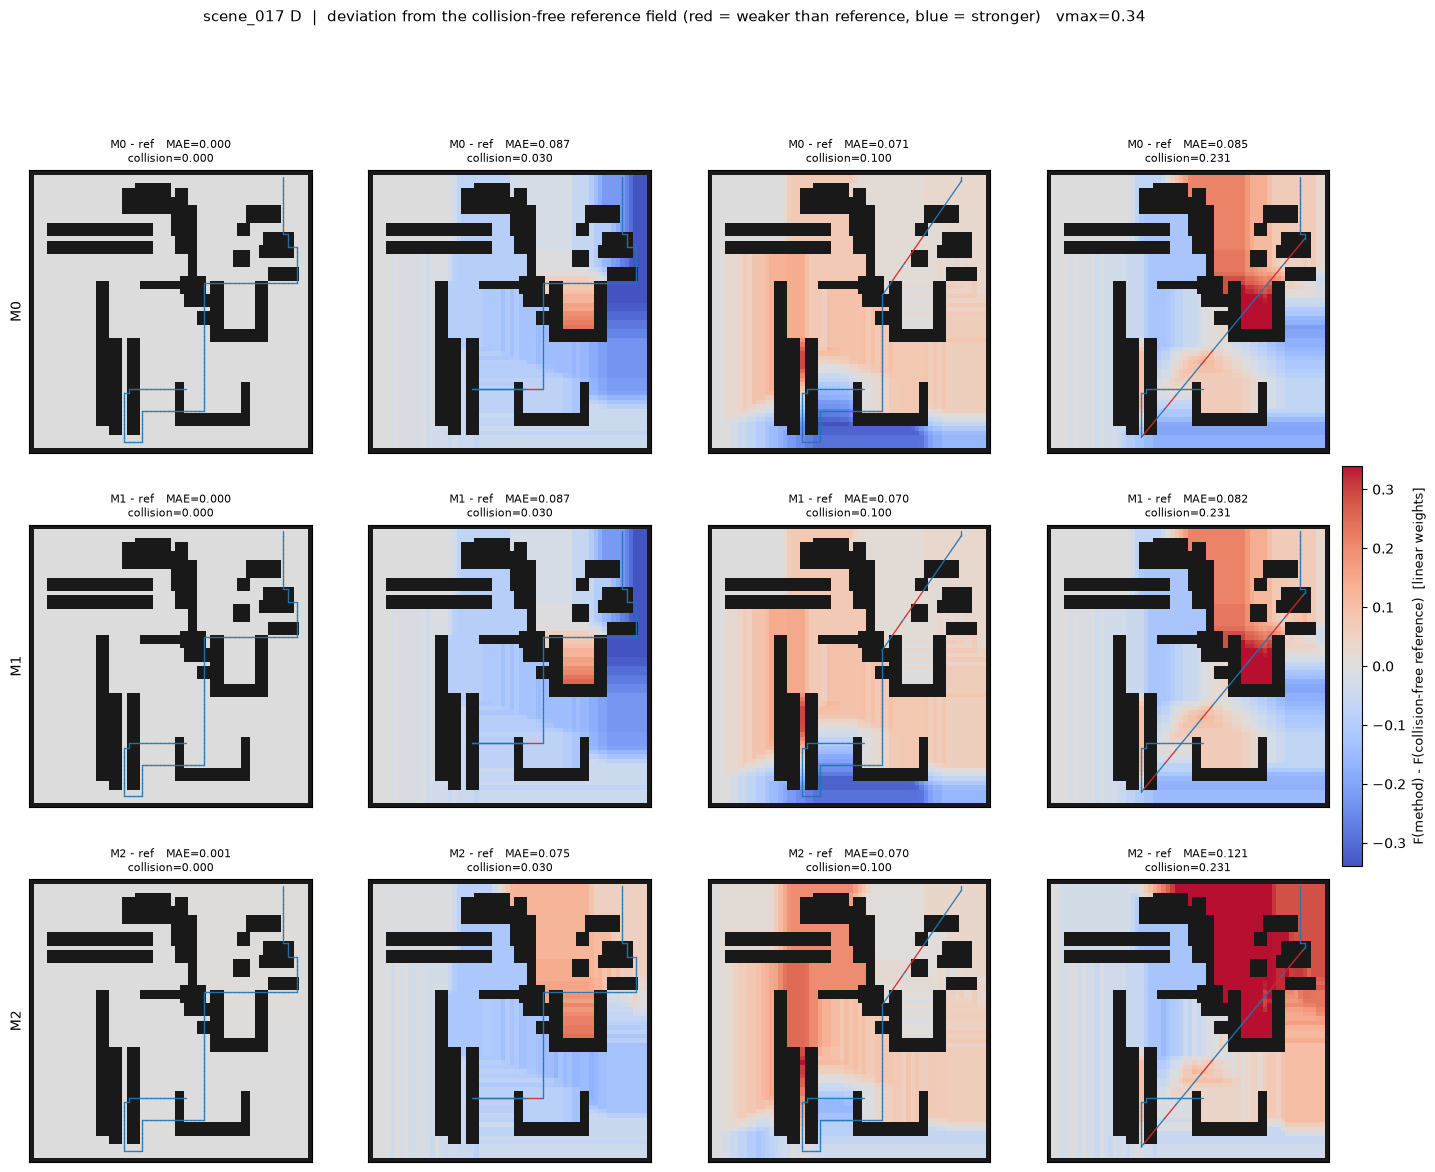 scene_017 D | deviation from the collision-free reference field (red = weaker than reference, blue = stronger) vmax=0.34
M0 - ref MAE=0.000
collision=0.000
M0 - ref MAE=0.087
collision=0.030
M0 - ref MAE=0.071
collision=0.100
M0 - ref MAE=0.085
collision=0.231
M0
M1 - ref MAE=0.000
collision=0.000
M1 - ref MAE=0.087
collision=0.030
M1 - ref MAE=0.070
collision=0.100
M1 - ref MAE=0.082
collision=0.231
M1
M2 - ref MAE=0.001
collision=0.000
M2 - ref MAE=0.075
collision=0.030
M2 - ref MAE=0.070
collision=0.100
M2 - ref MAE=0.121
collision=0.231
M2
0.3
0.2
0.1
0.0
−0.1
−0.2
−0.3
F(method) - F(collision-free reference) [linear weights]